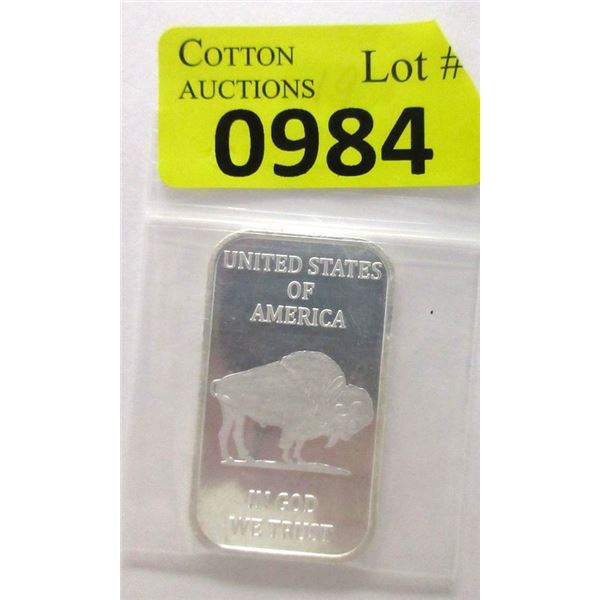 COTTON
AUCTIONS
Lot #
0984
UNITED STATES
OF
AMERICA
IN GOD
WE TRUST